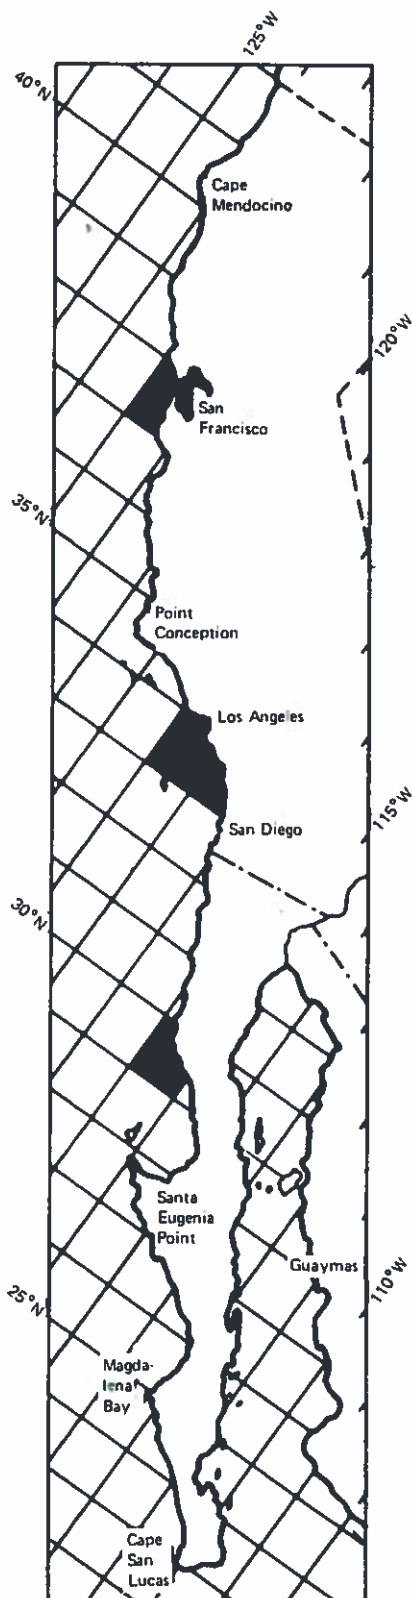 125°W
40°N
Cape
Mendocino
120°W
San
Francisco
35°N
Point
Conception
Los Angeles
115°W
San Diego
30°N
Santa
Eugenia
Point
Guaymas
110°W
25°N
Magda-
lena
Bay
Cape
San
Lucas